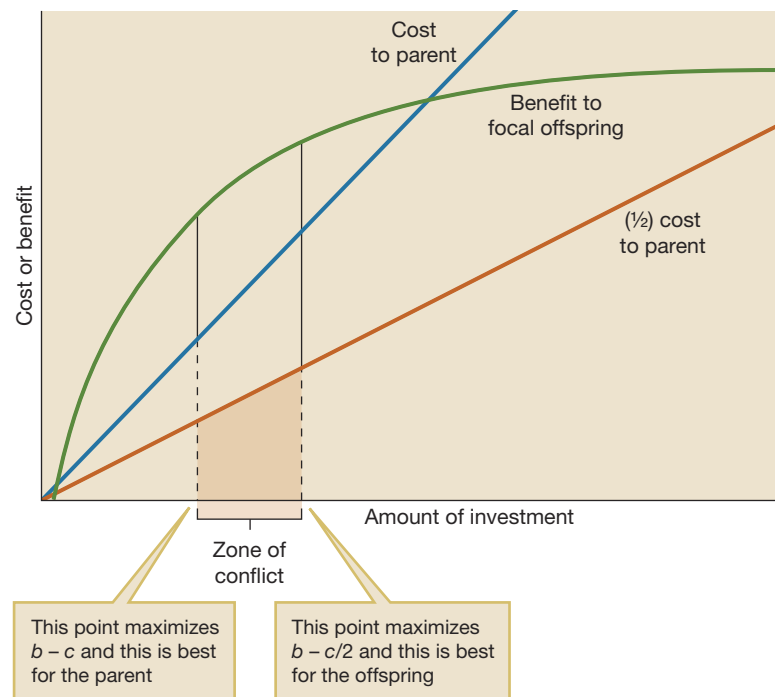 Cost
to parent
Benefit to
focal offspring
(½) cost
to parent
Cost or benefit
Amount of investment
Zone of
conflict
This point maximizes
b – c and this is best
for the parent
This point maximizes
b – c/2 and this is best
for the offspring